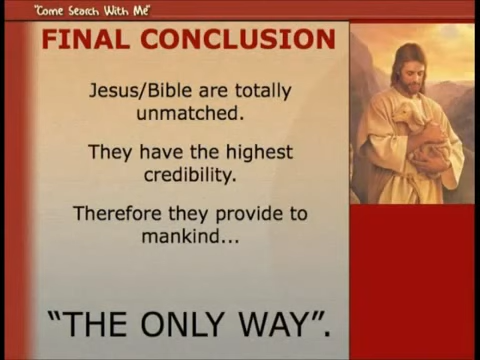 "Come Search With Me"
FINAL CONCLUSION
Jesus/Bible are totally
unmatched.
They have the highest
credibility.
Therefore they provide to
mankind...
“THE ONLY WAY”.